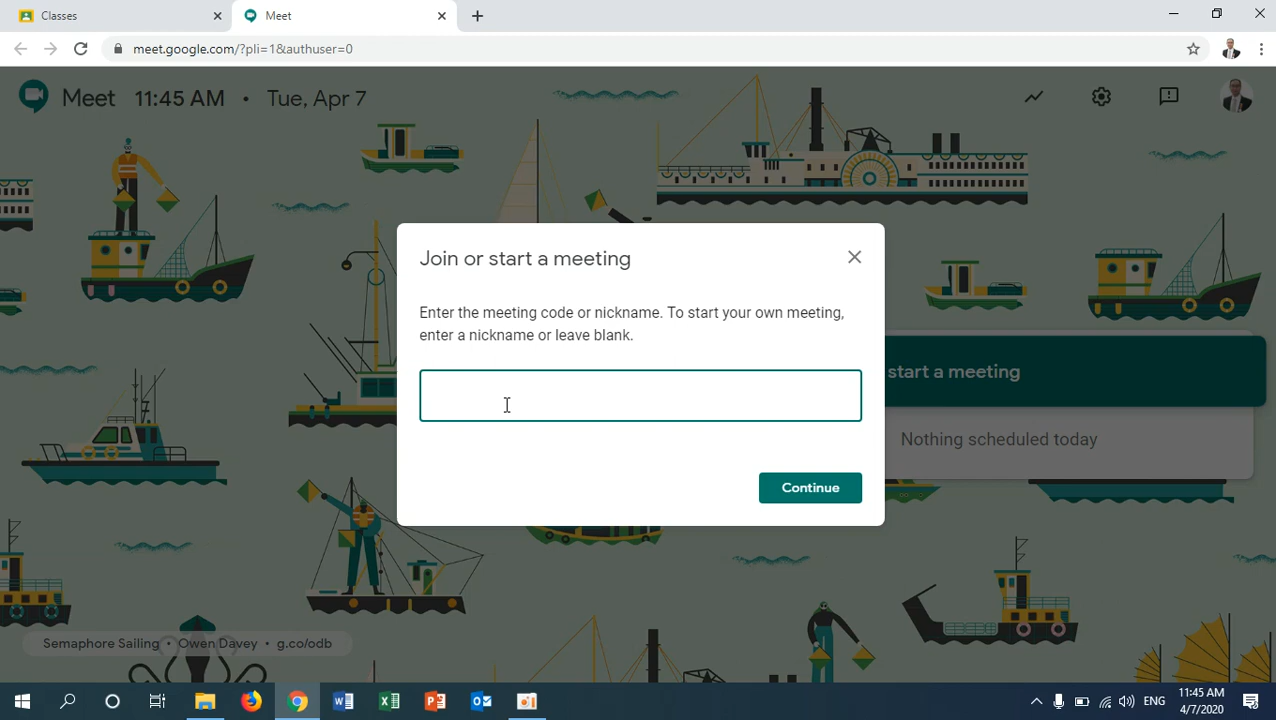 Classes
Meet
meet.google.com/?pli=1&authuser=0
Meet 11:45 AM • Tue, Apr 7
Join or start a meeting
Enter the meeting code or nickname. To start your own meeting,
enter a nickname or leave blank.
start a meeting
Nothing scheduled today
Continue
Semaphore Sailing • Owen Davey • g.co/odb
ENG
11:45 AM
4/7/2020